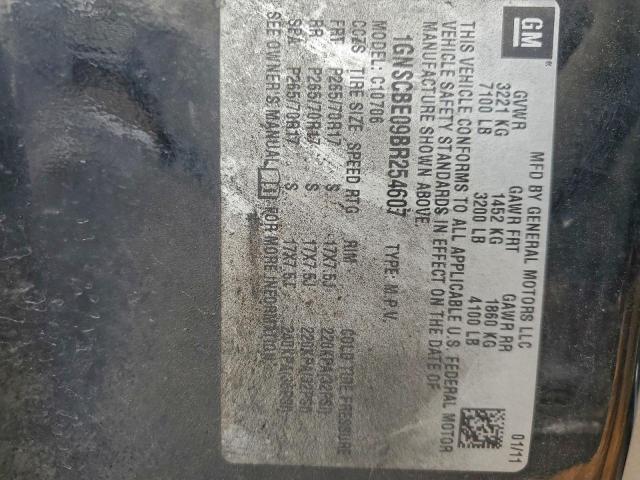 GM
MFD BY GENERAL MOTORS LLC 01/11
GVWR GAWR FRT GAWR RR
3221 KG 1452 KG 1860 KG
7100 LB 3200 LB 4100 LB
THIS VEHICLE CONFORMS TO ALL APPLICABLE U.S. FEDERAL MOTOR
VEHICLE SAFETY STANDARDS IN EFFECT ON THE DATE OF
MANUFACTURE SHOWN ABOVE.
1GNSCBE09BR254607 TYPE: M.P.V.
MODEL: C10706
TIRE SIZE SPEED RTG RIM COLD TIRE PRESSURE
FRT P265/70R17 S 17X7.5J 220KPA(32PSI)
RR P265/70R17 S 17X7.5J 220KPA(32PSI)
SPA P265/70R17 S 17X7.5J
SEE OWNER'S MANUAL FOR MORE INFORMATION